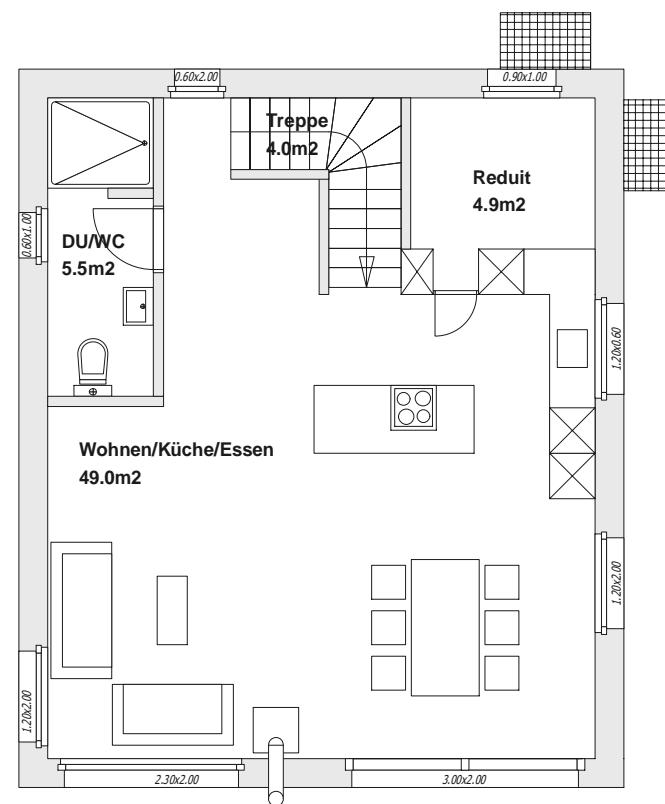 0.60x2.00
0.90x1.00
Treppe
4.0m2
Reduit
4.9m2
0.60x1.00
DU/WC
5.5m2
1.20x0.60
Wohnen/Küche/Essen
49.0m2
1.20x2.00
1.20x2.00
2.30x2.00
3.00x2.00